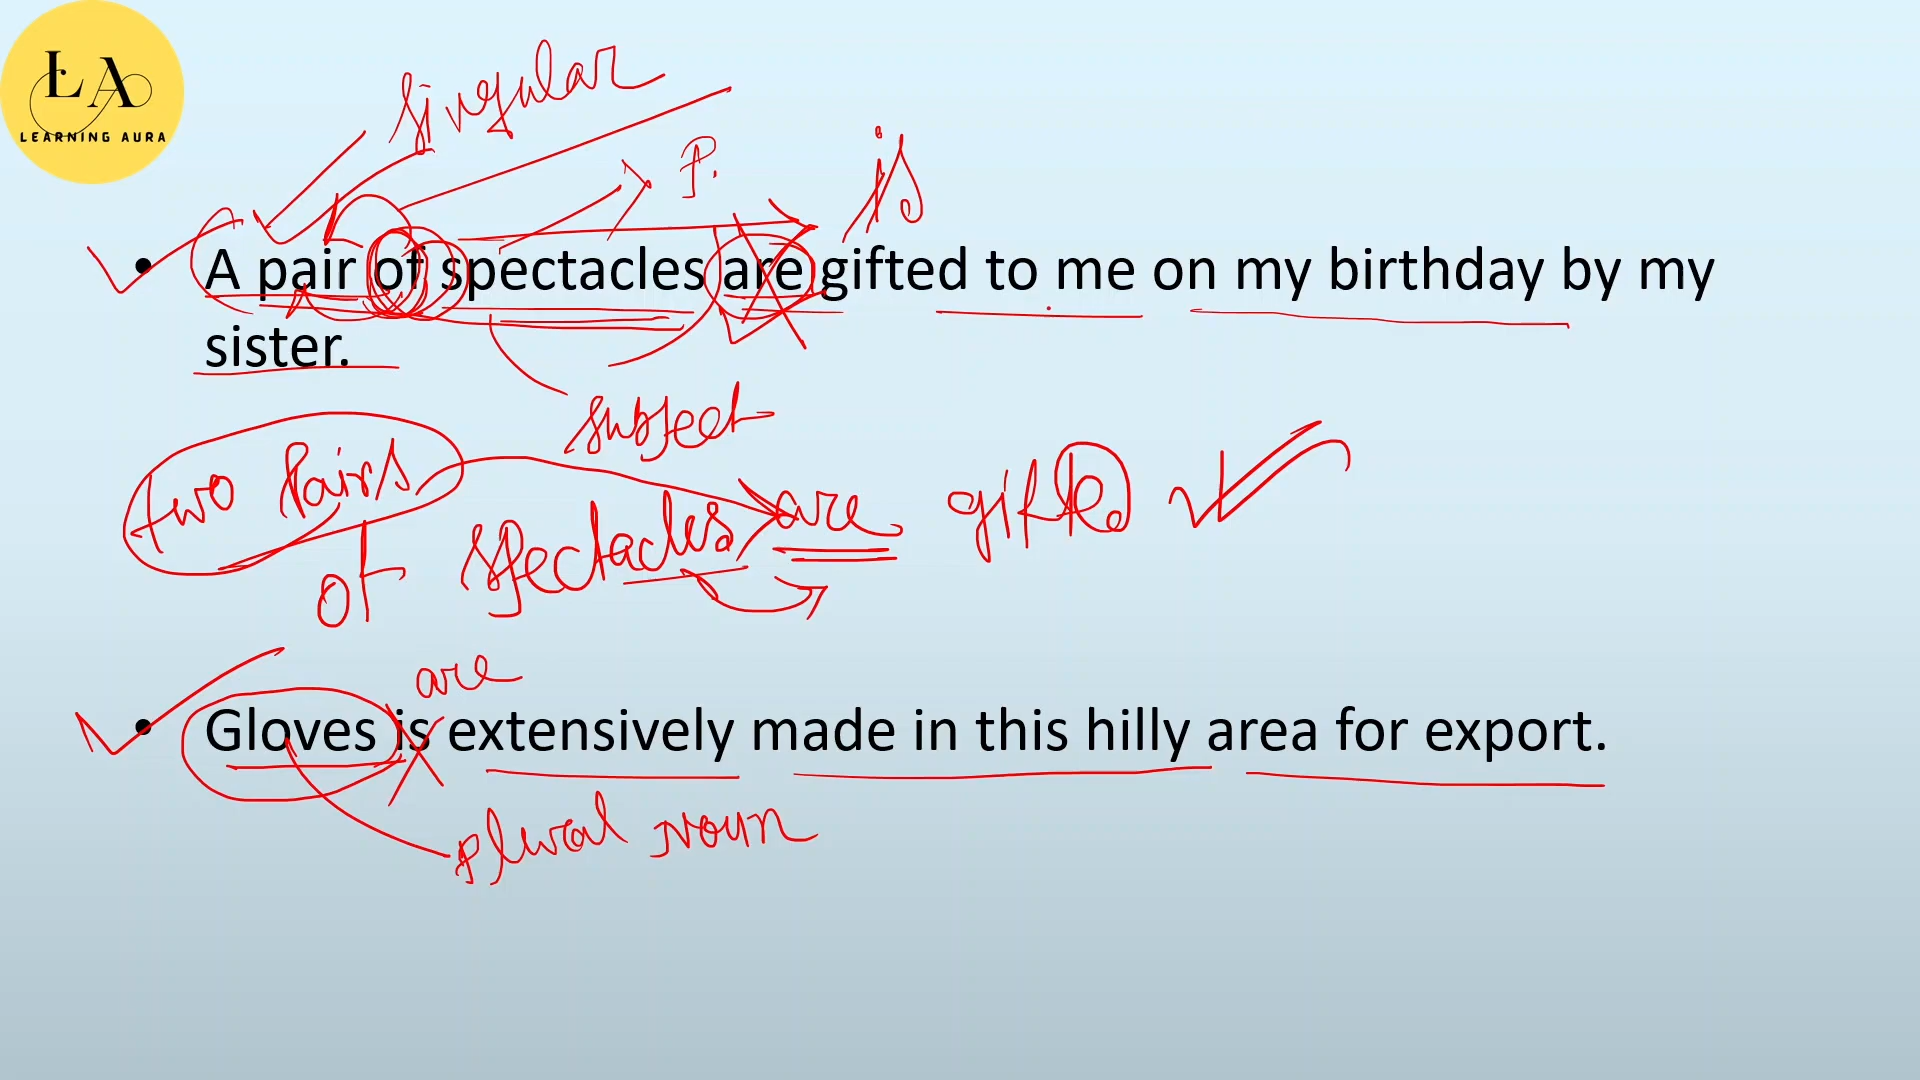 LA
LEARNING AURA
singular
P.
is
• A pair of spectacles are gifted to me on my birthday by my
sister.
subject
two Pairs
of spectacles are gifted
are
• Gloves is extensively made in this hilly area for export.
plural Noun